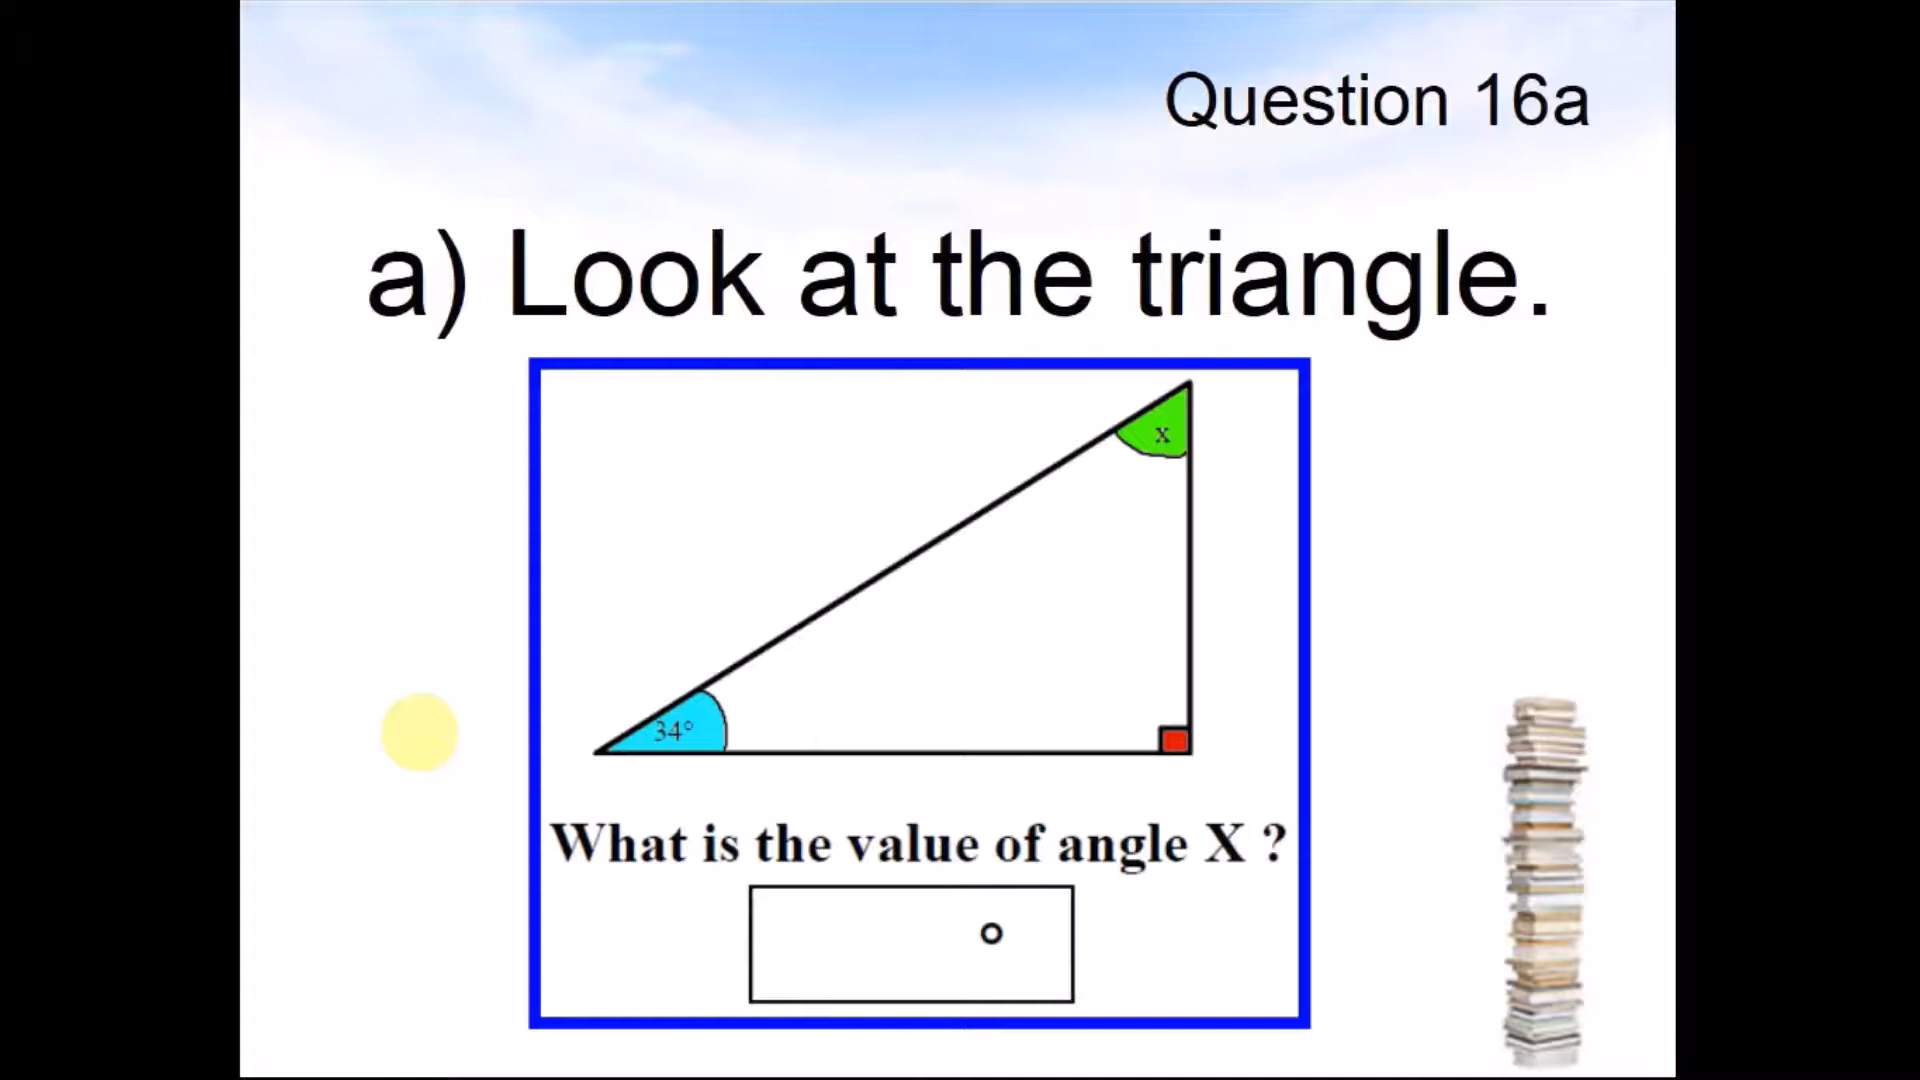 Question 16a
a) Look at the triangle.
x
34°
What is the value of angle X ?
°